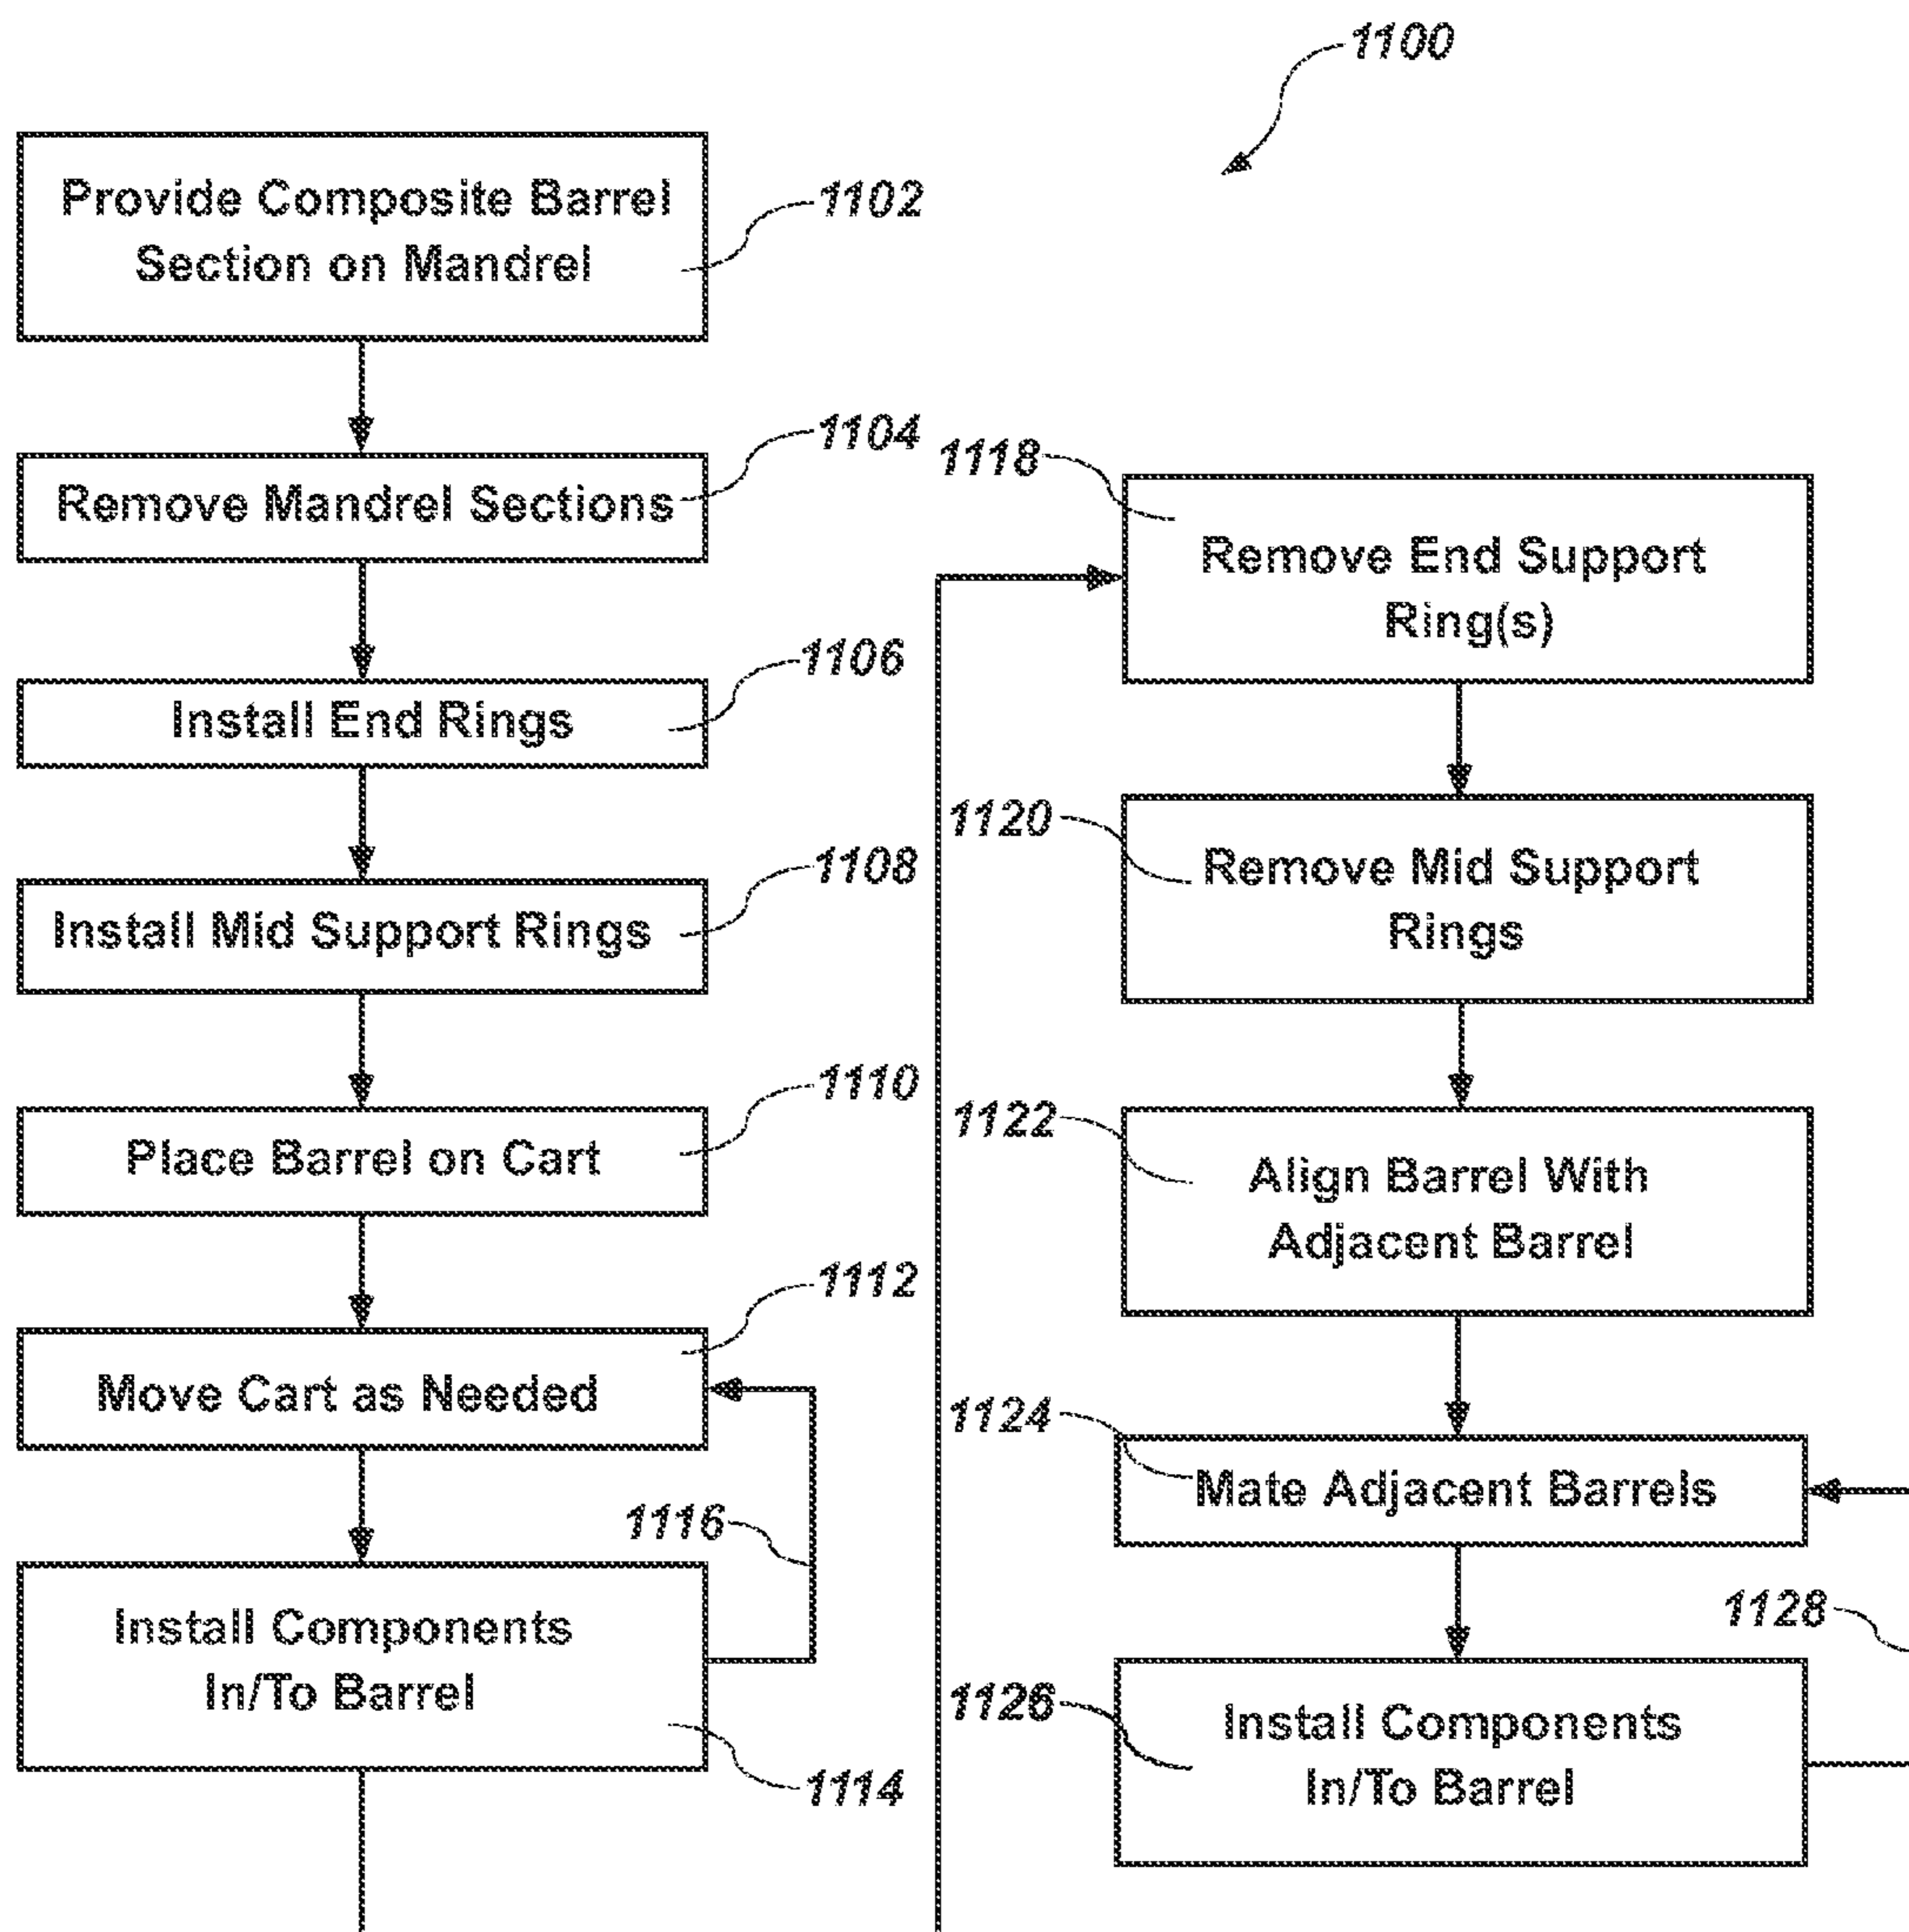 1100
Provide Composite Barrel
Section on Mandrel
1102
Remove Mandrel Sections
1104
Install End Rings
1106
Install Mid Support Rings
1108
Place Barrel on Cart
1110
Move Cart as Needed
1112
1116
Install Components
In/To Barrel
1114
1118
Remove End Support
Ring(s)
1120
Remove Mid Support
Rings
1122
Align Barrel With
Adjacent Barrel
1124
Mate Adjacent Barrels
1128
1126
Install Components
In/To Barrel